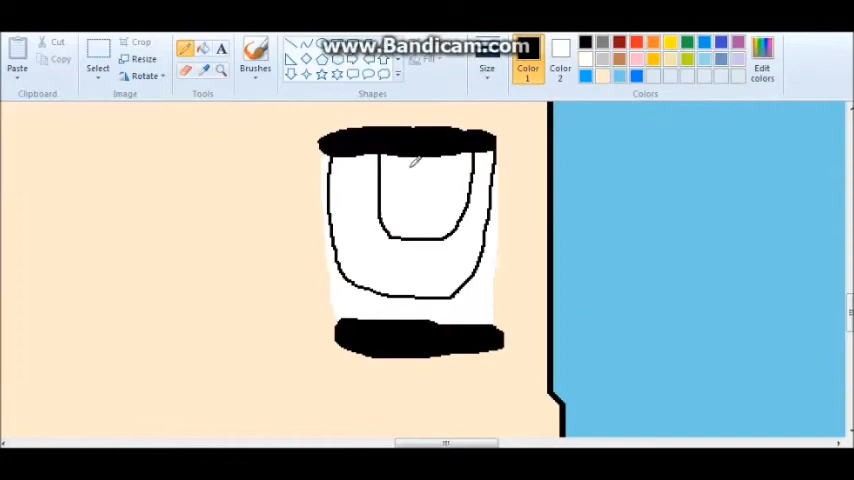 www.Bandicam.com
Paste
Cut
Copy
Clipboard
Select
Crop
Resize
Rotate
Image
A
Tools
Brushes
Fill
Shapes
Size
Color
1
Color
2
Edit
colors
Colors